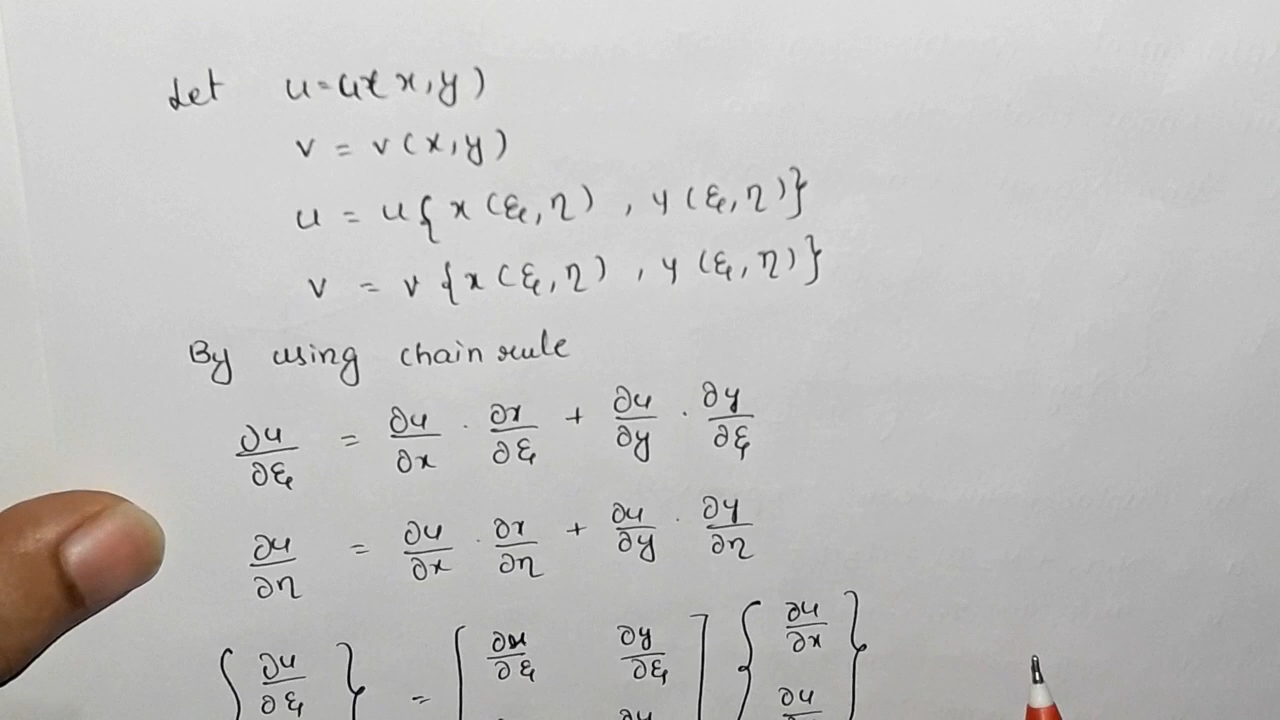 Let u = u(x, y)
v = v(x, y)
u = u{x(ξ, η), y(ξ, η)}
v = v{x(ξ, η), y(ξ, η)}
By using chain rule
∂u/∂ξ = ∂u/∂x · ∂x/∂ξ + ∂u/∂y · ∂y/∂ξ
∂u/∂η = ∂u/∂x · ∂x/∂η + ∂u/∂y · ∂y/∂η
{∂u/∂ξ} = [∂x/∂ξ ∂y/∂ξ] {∂u/∂x
∂u